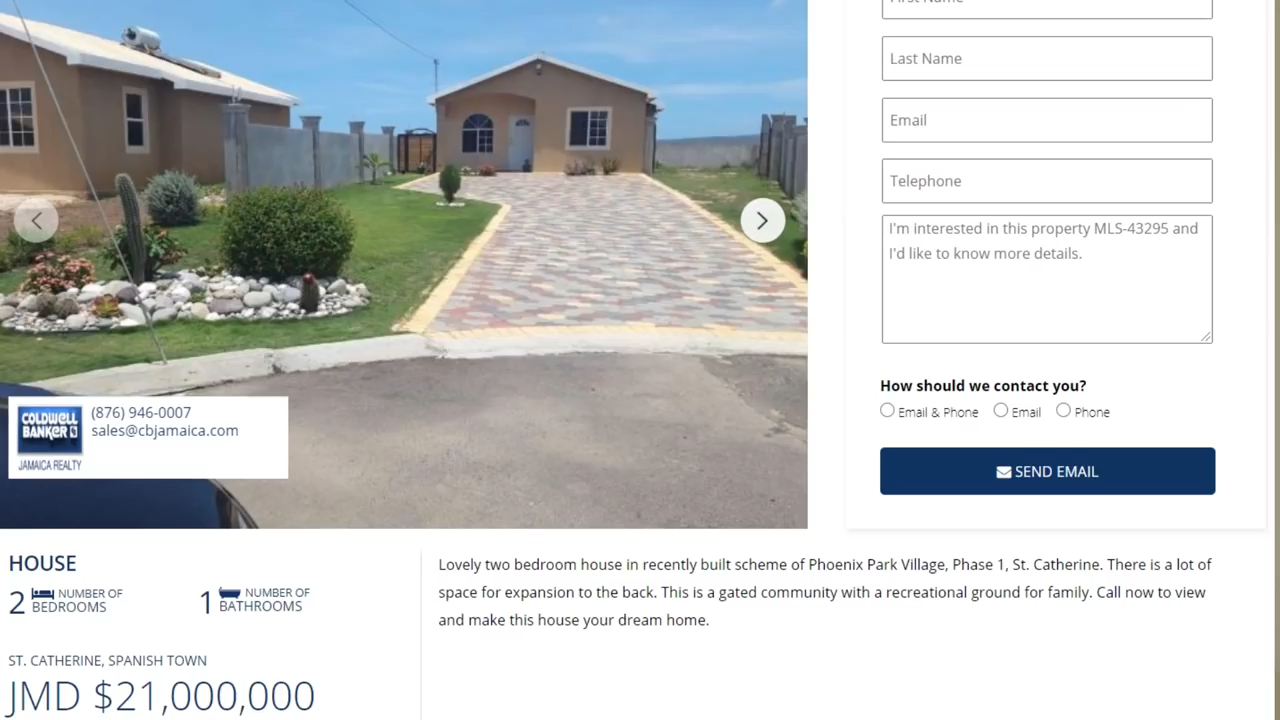 First Name
Last Name
Email
Telephone
I'm interested in this property MLS-43295 and
I'd like to know more details.
How should we contact you?
Email & Phone
Email
Phone
SEND EMAIL
COLDWELL
BANKER
JAMAICA REALTY
(876) 946-0007
sales@cbjamaica.com
HOUSE
2 NUMBER OF
BEDROOMS
1 NUMBER OF
BATHROOMS
ST. CATHERINE, SPANISH TOWN
JMD $21,000,000
Lovely two bedroom house in recently built scheme of Phoenix Park Village, Phase 1, St. Catherine. There is a lot of
space for expansion to the back. This is a gated community with a recreational ground for family. Call now to view
and make this house your dream home.